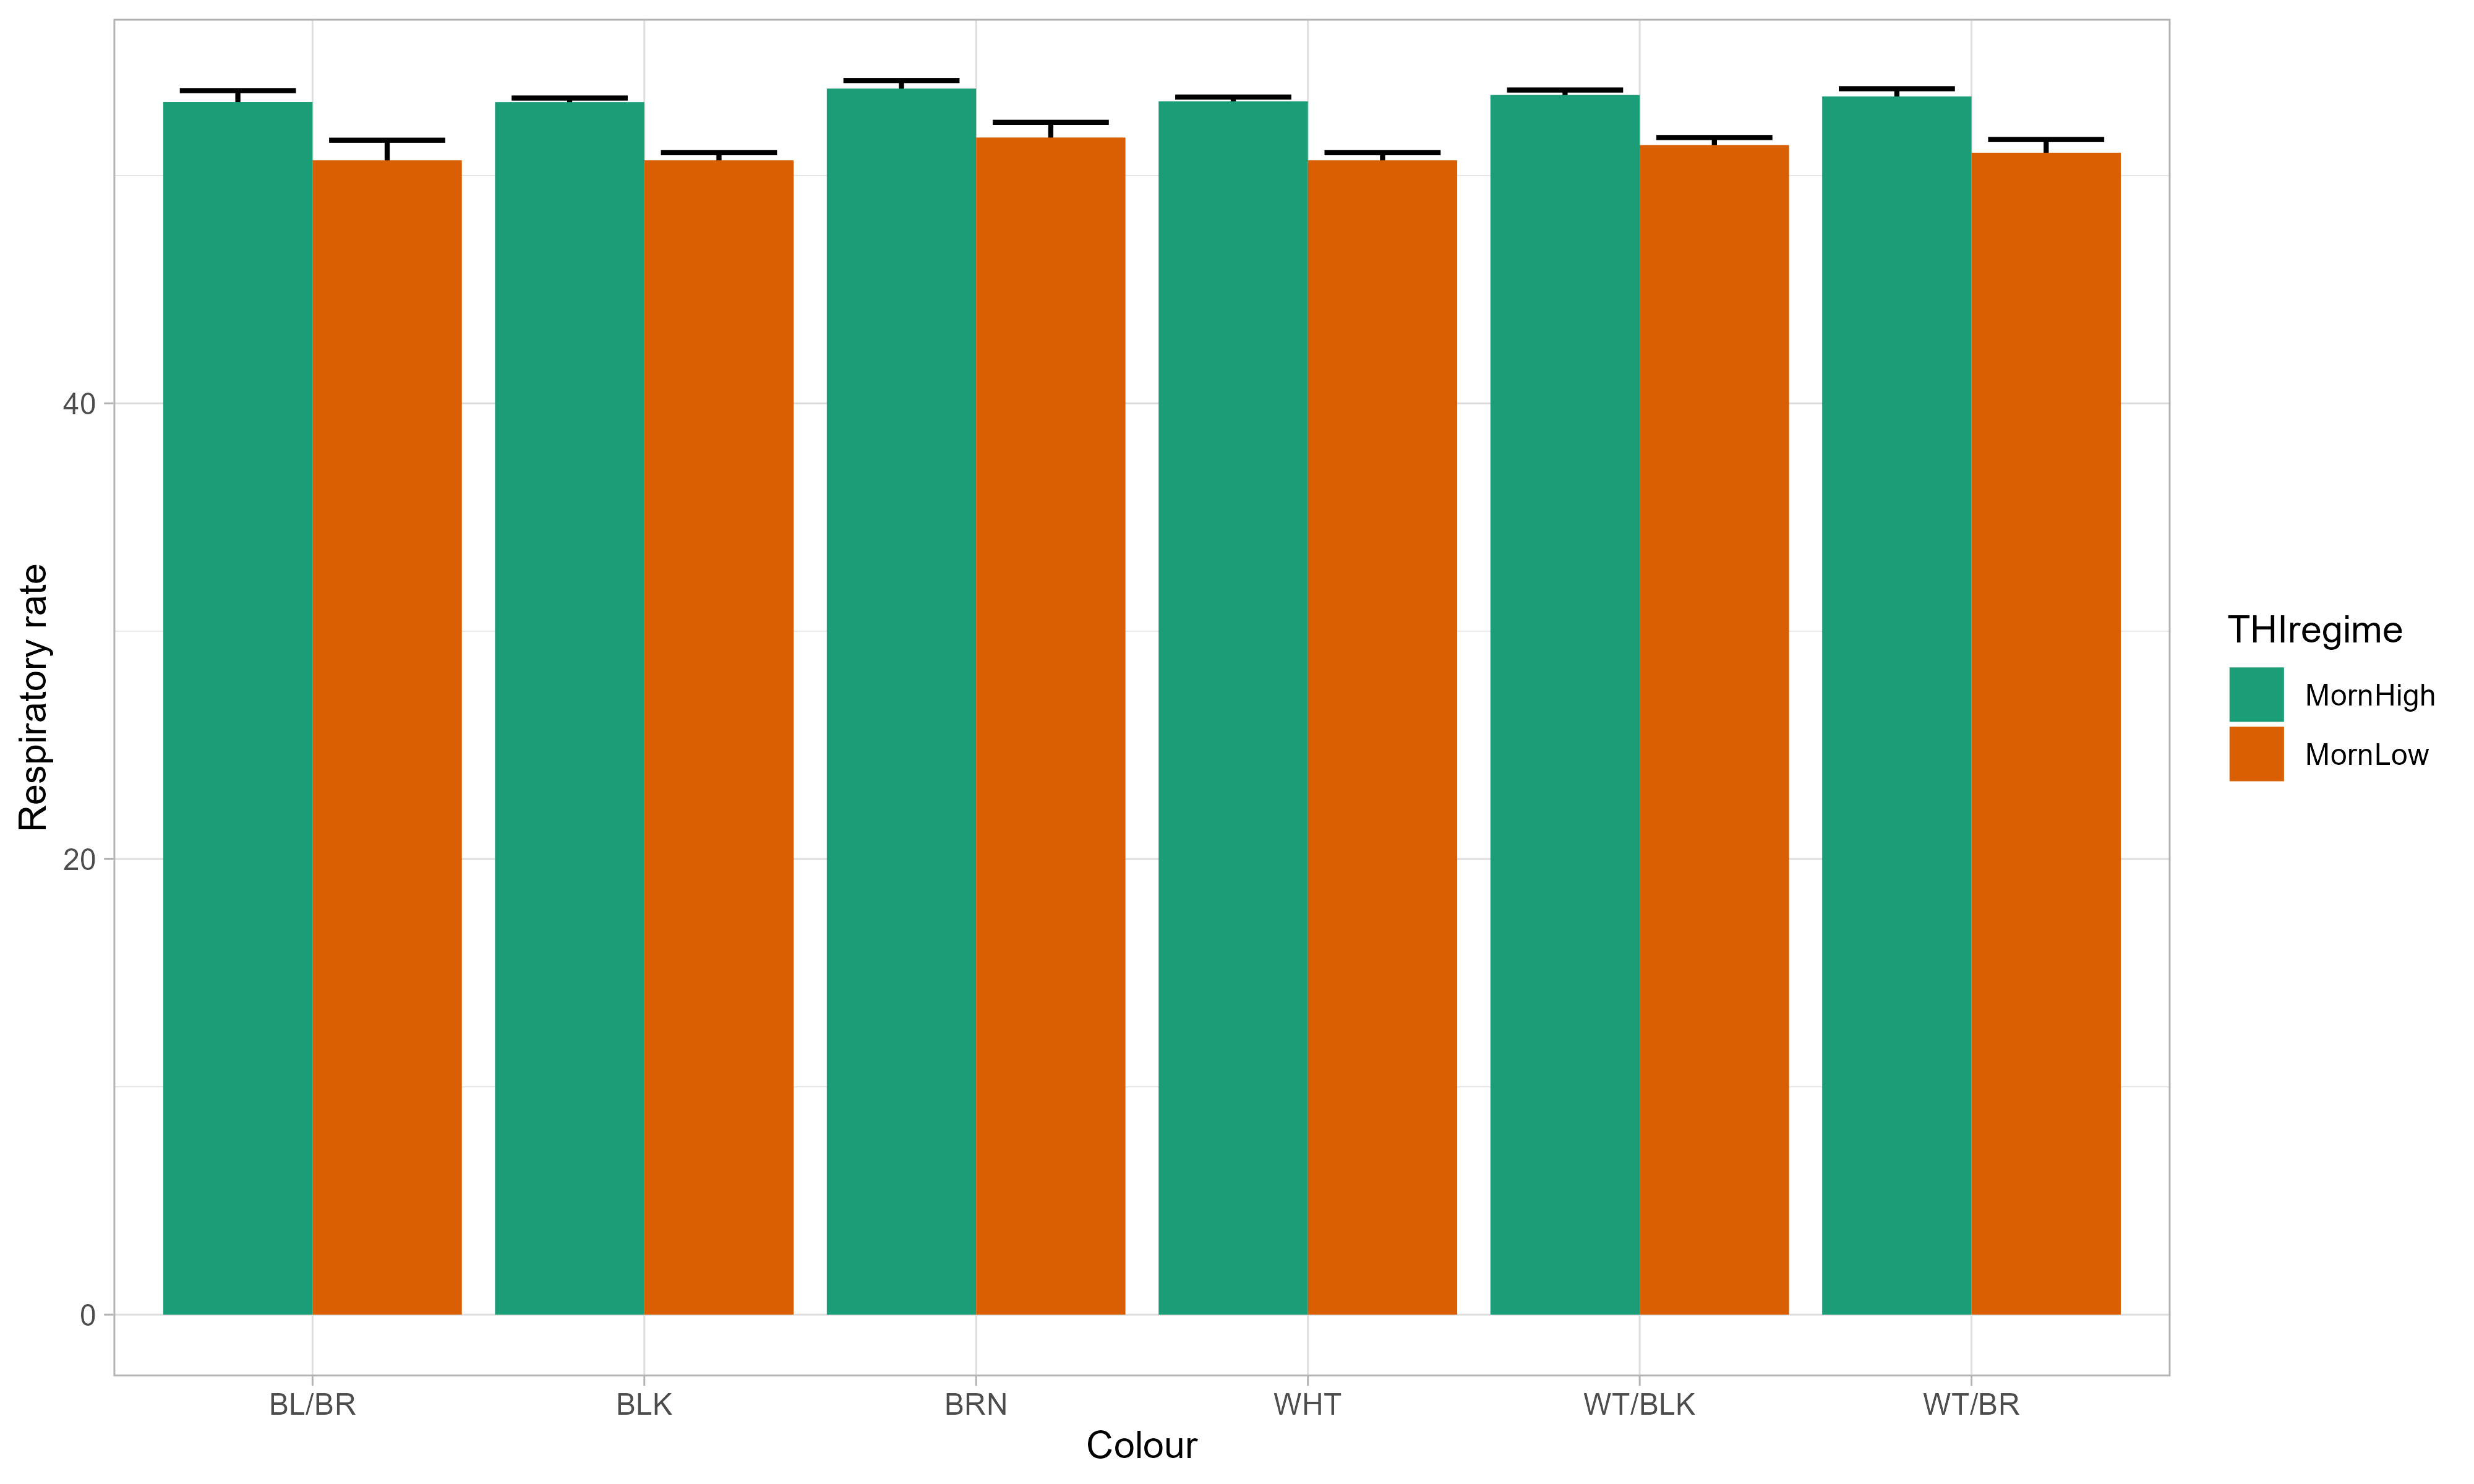 40
20
0
Respiratory rate
BL/BR
BLK
BRN
WHT
WT/BLK
WT/BR
Colour
THIregime
MornHigh
MornLow